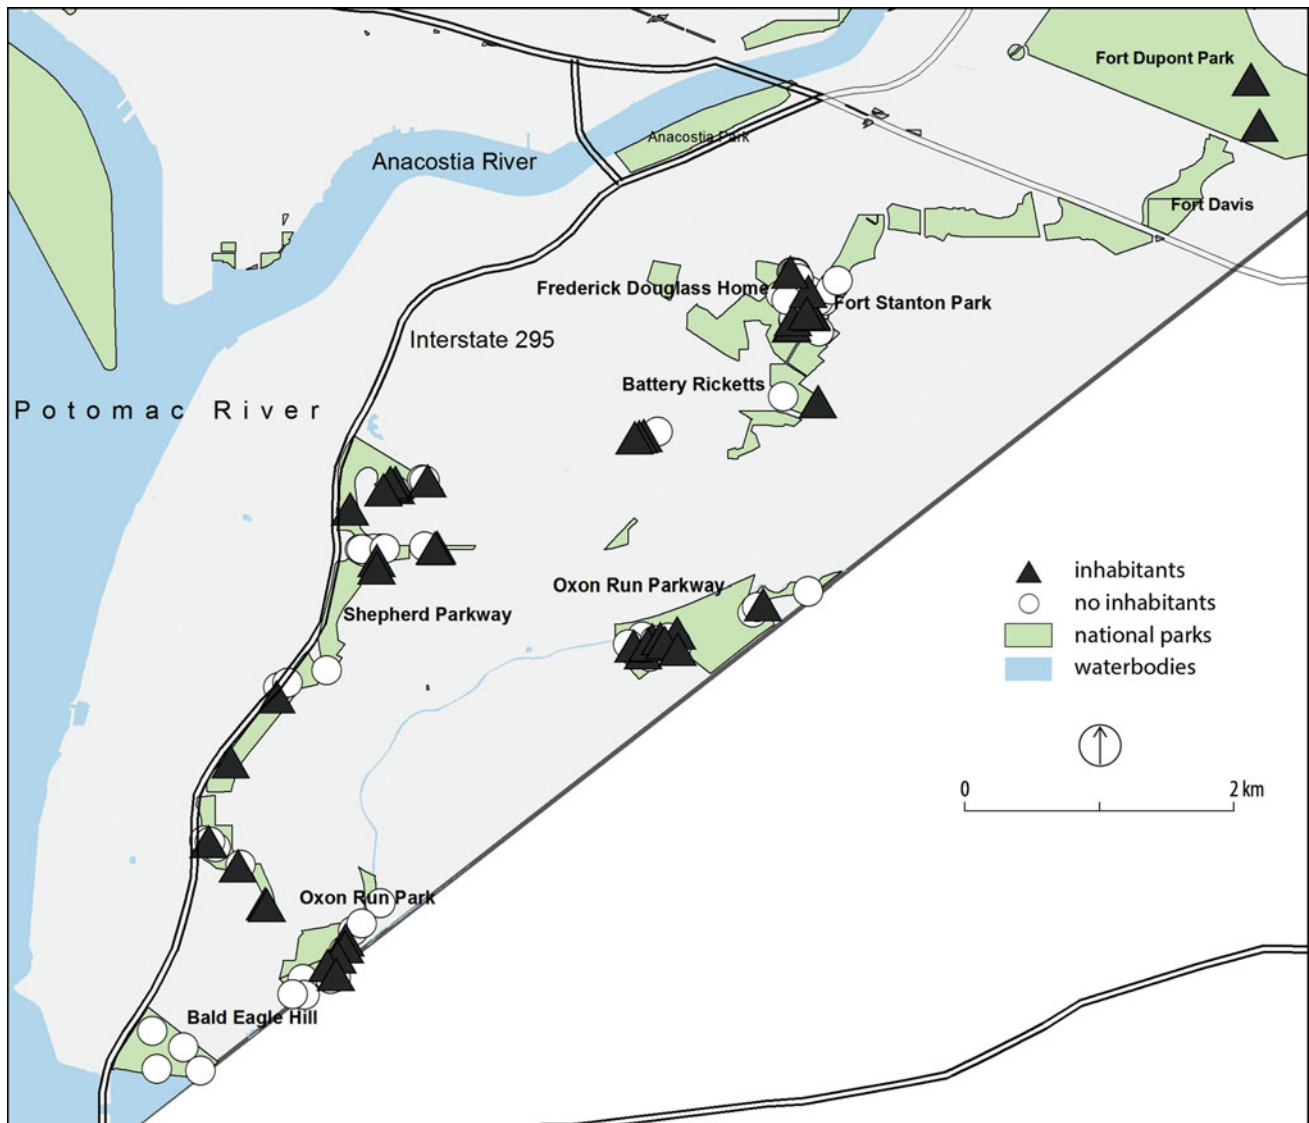 Fort Dupont Park
Anacostia Park
Anacostia River
Fort Davis
Frederick Douglass Home
Fort Stanton Park
Interstate 295
Battery Ricketts
Potomac River
inhabitants
Oxon Run Parkway
no inhabitants
Shepherd Parkway
national parks
waterbodies
0
2 km
Oxon Run Park
Bald Eagle Hill